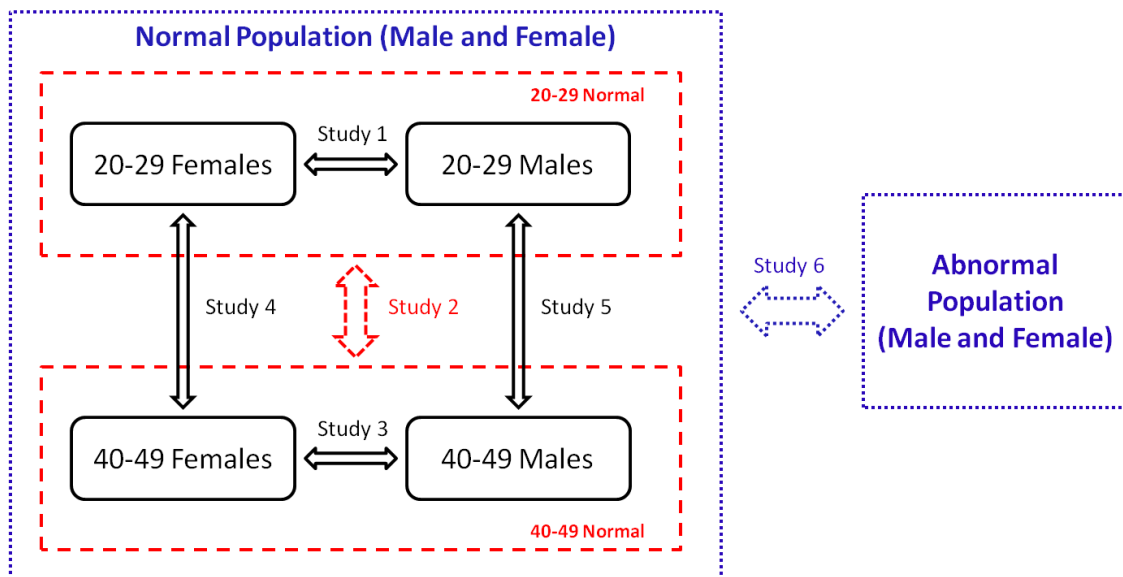 Normal Population (Male and Female)
20-29 Normal
Study 1
20-29 Females
20-29 Males
Study 4
Study 2
Study 5
Study 6
Abnormal
Population
(Male and Female)
Study 3
40-49 Females
40-49 Males
40-49 Normal